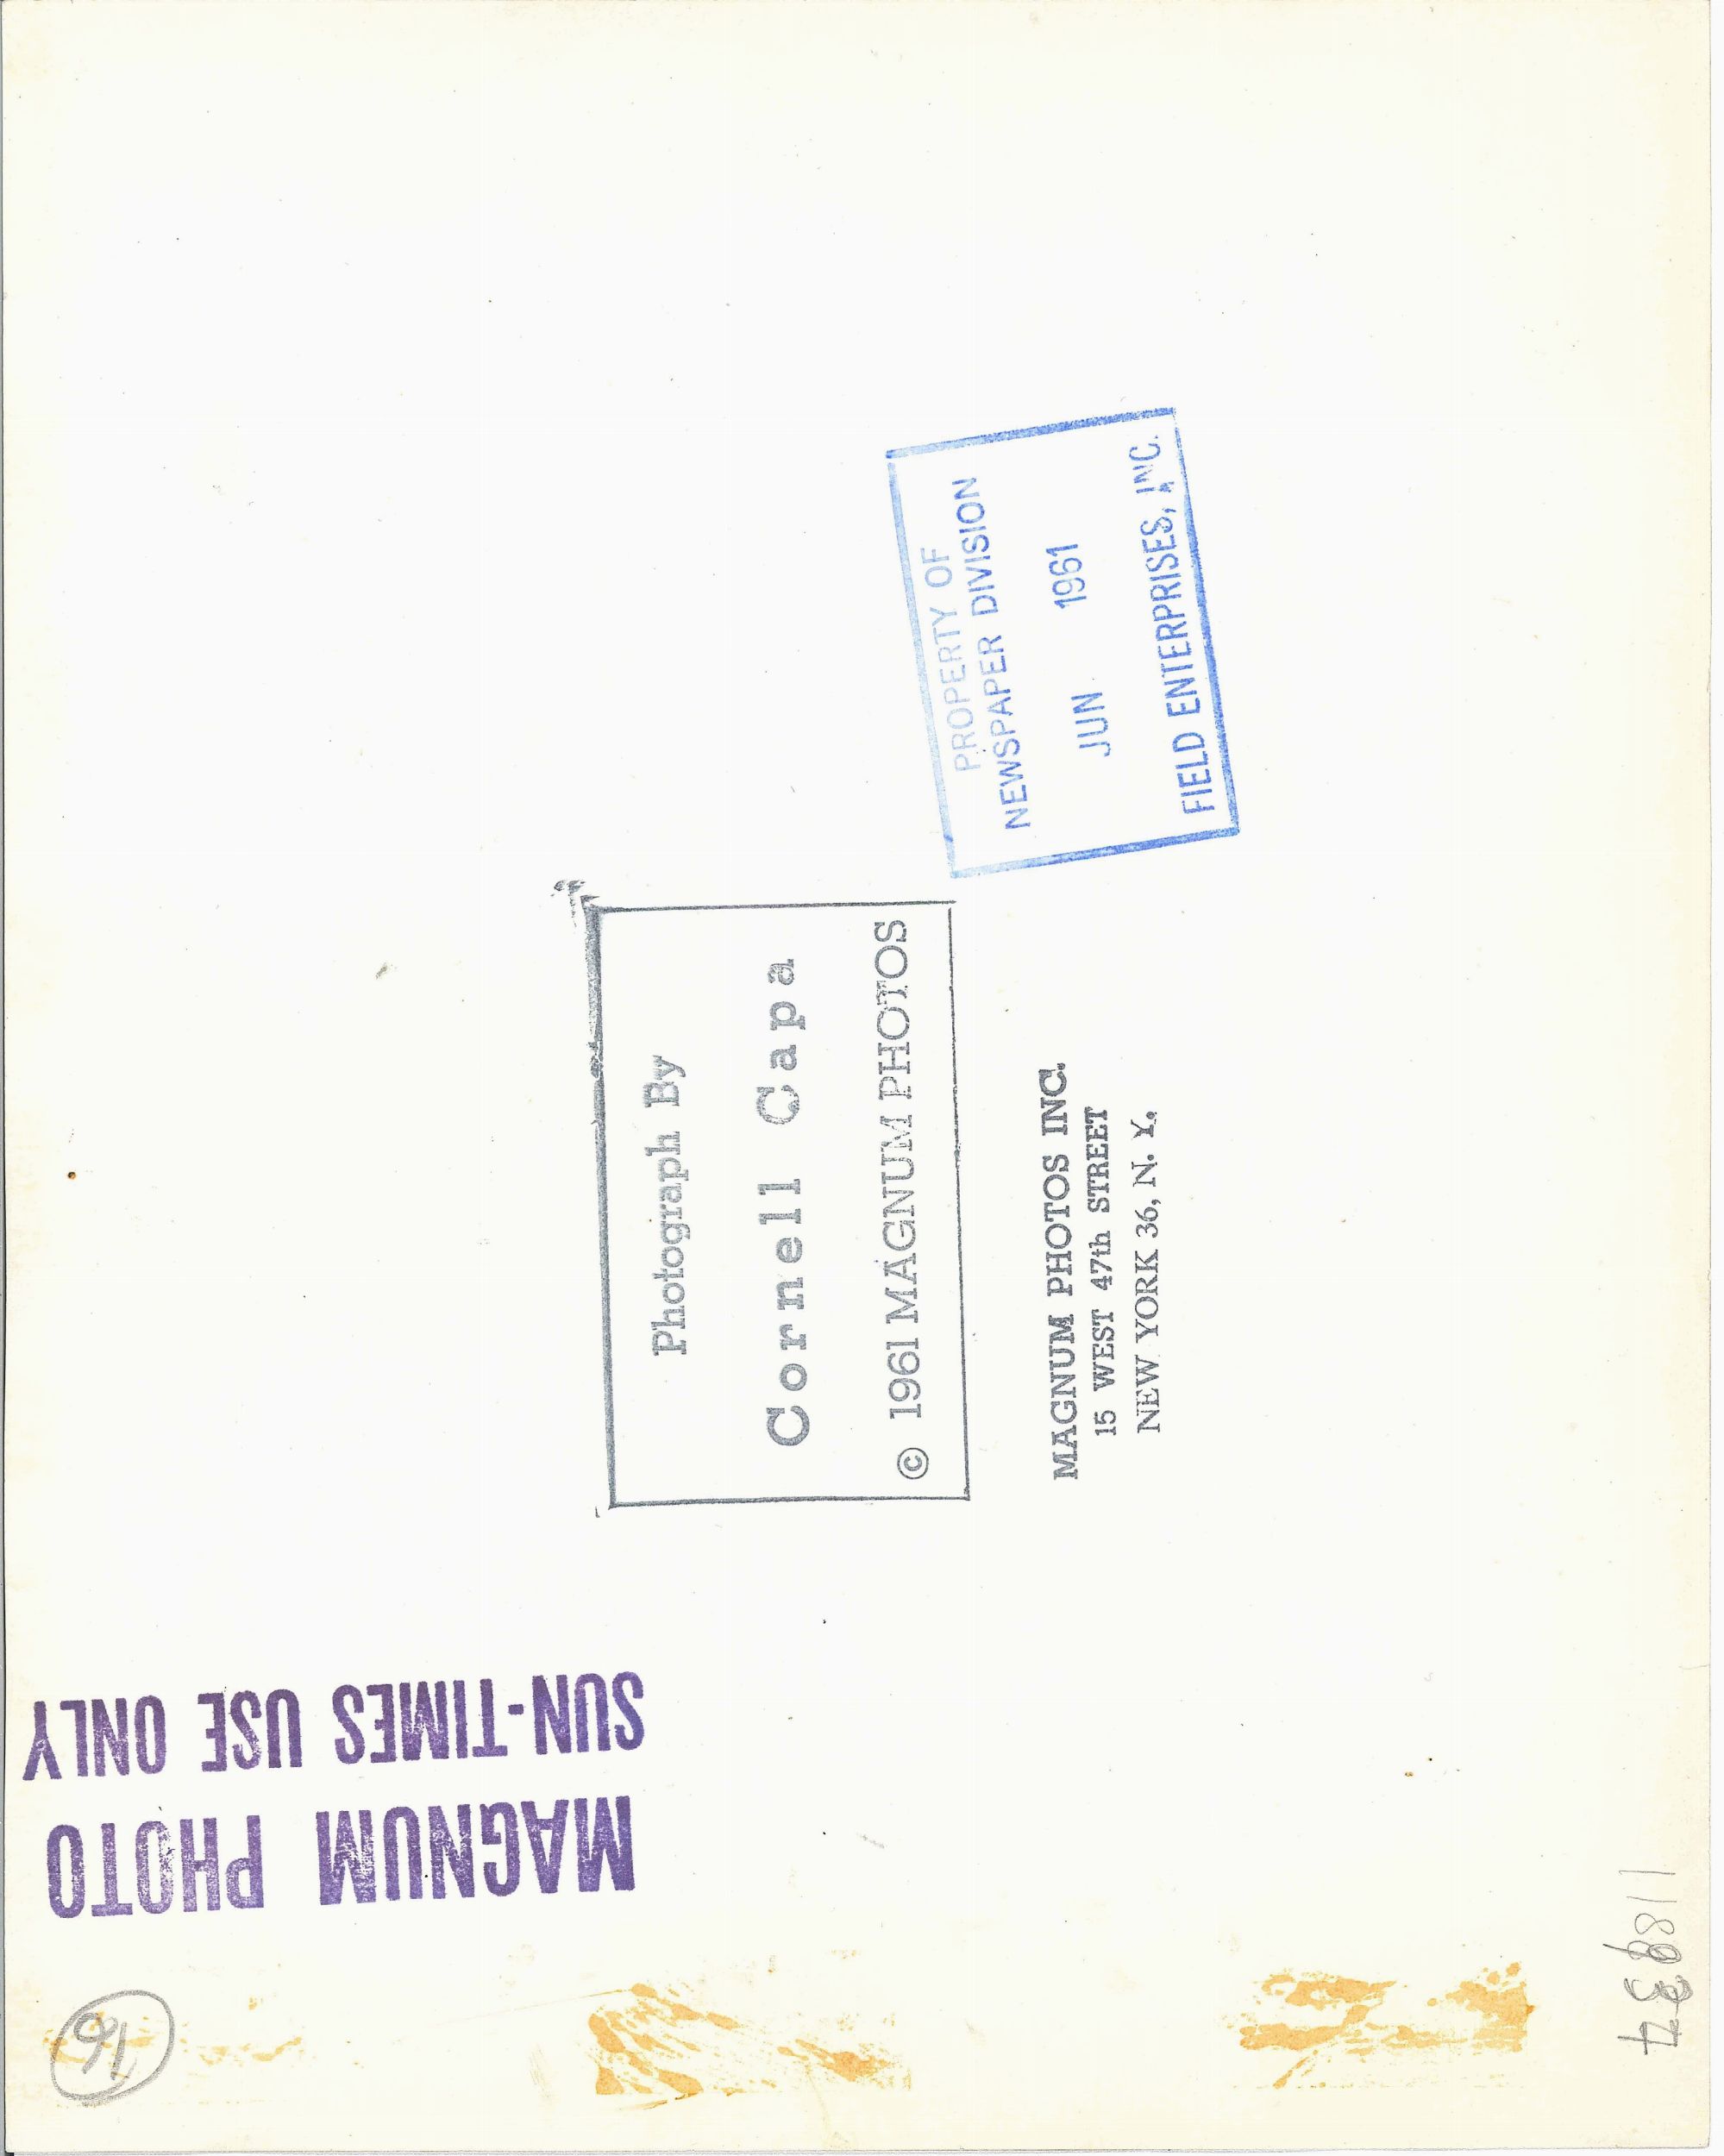 Photograph By
Cornell Capa
© 1961 MAGNUM PHOTOS
MAGNUM PHOTOS INC.
15 WEST 47th STREET
NEW YORK 36, N. Y.
PROPERTY OF
NEWSPAPER DIVISION
JUN 1961
FIELD ENTERPRISES, INC.
MAGNUM PHOTO
SUN-TIMES USE ONLY
16